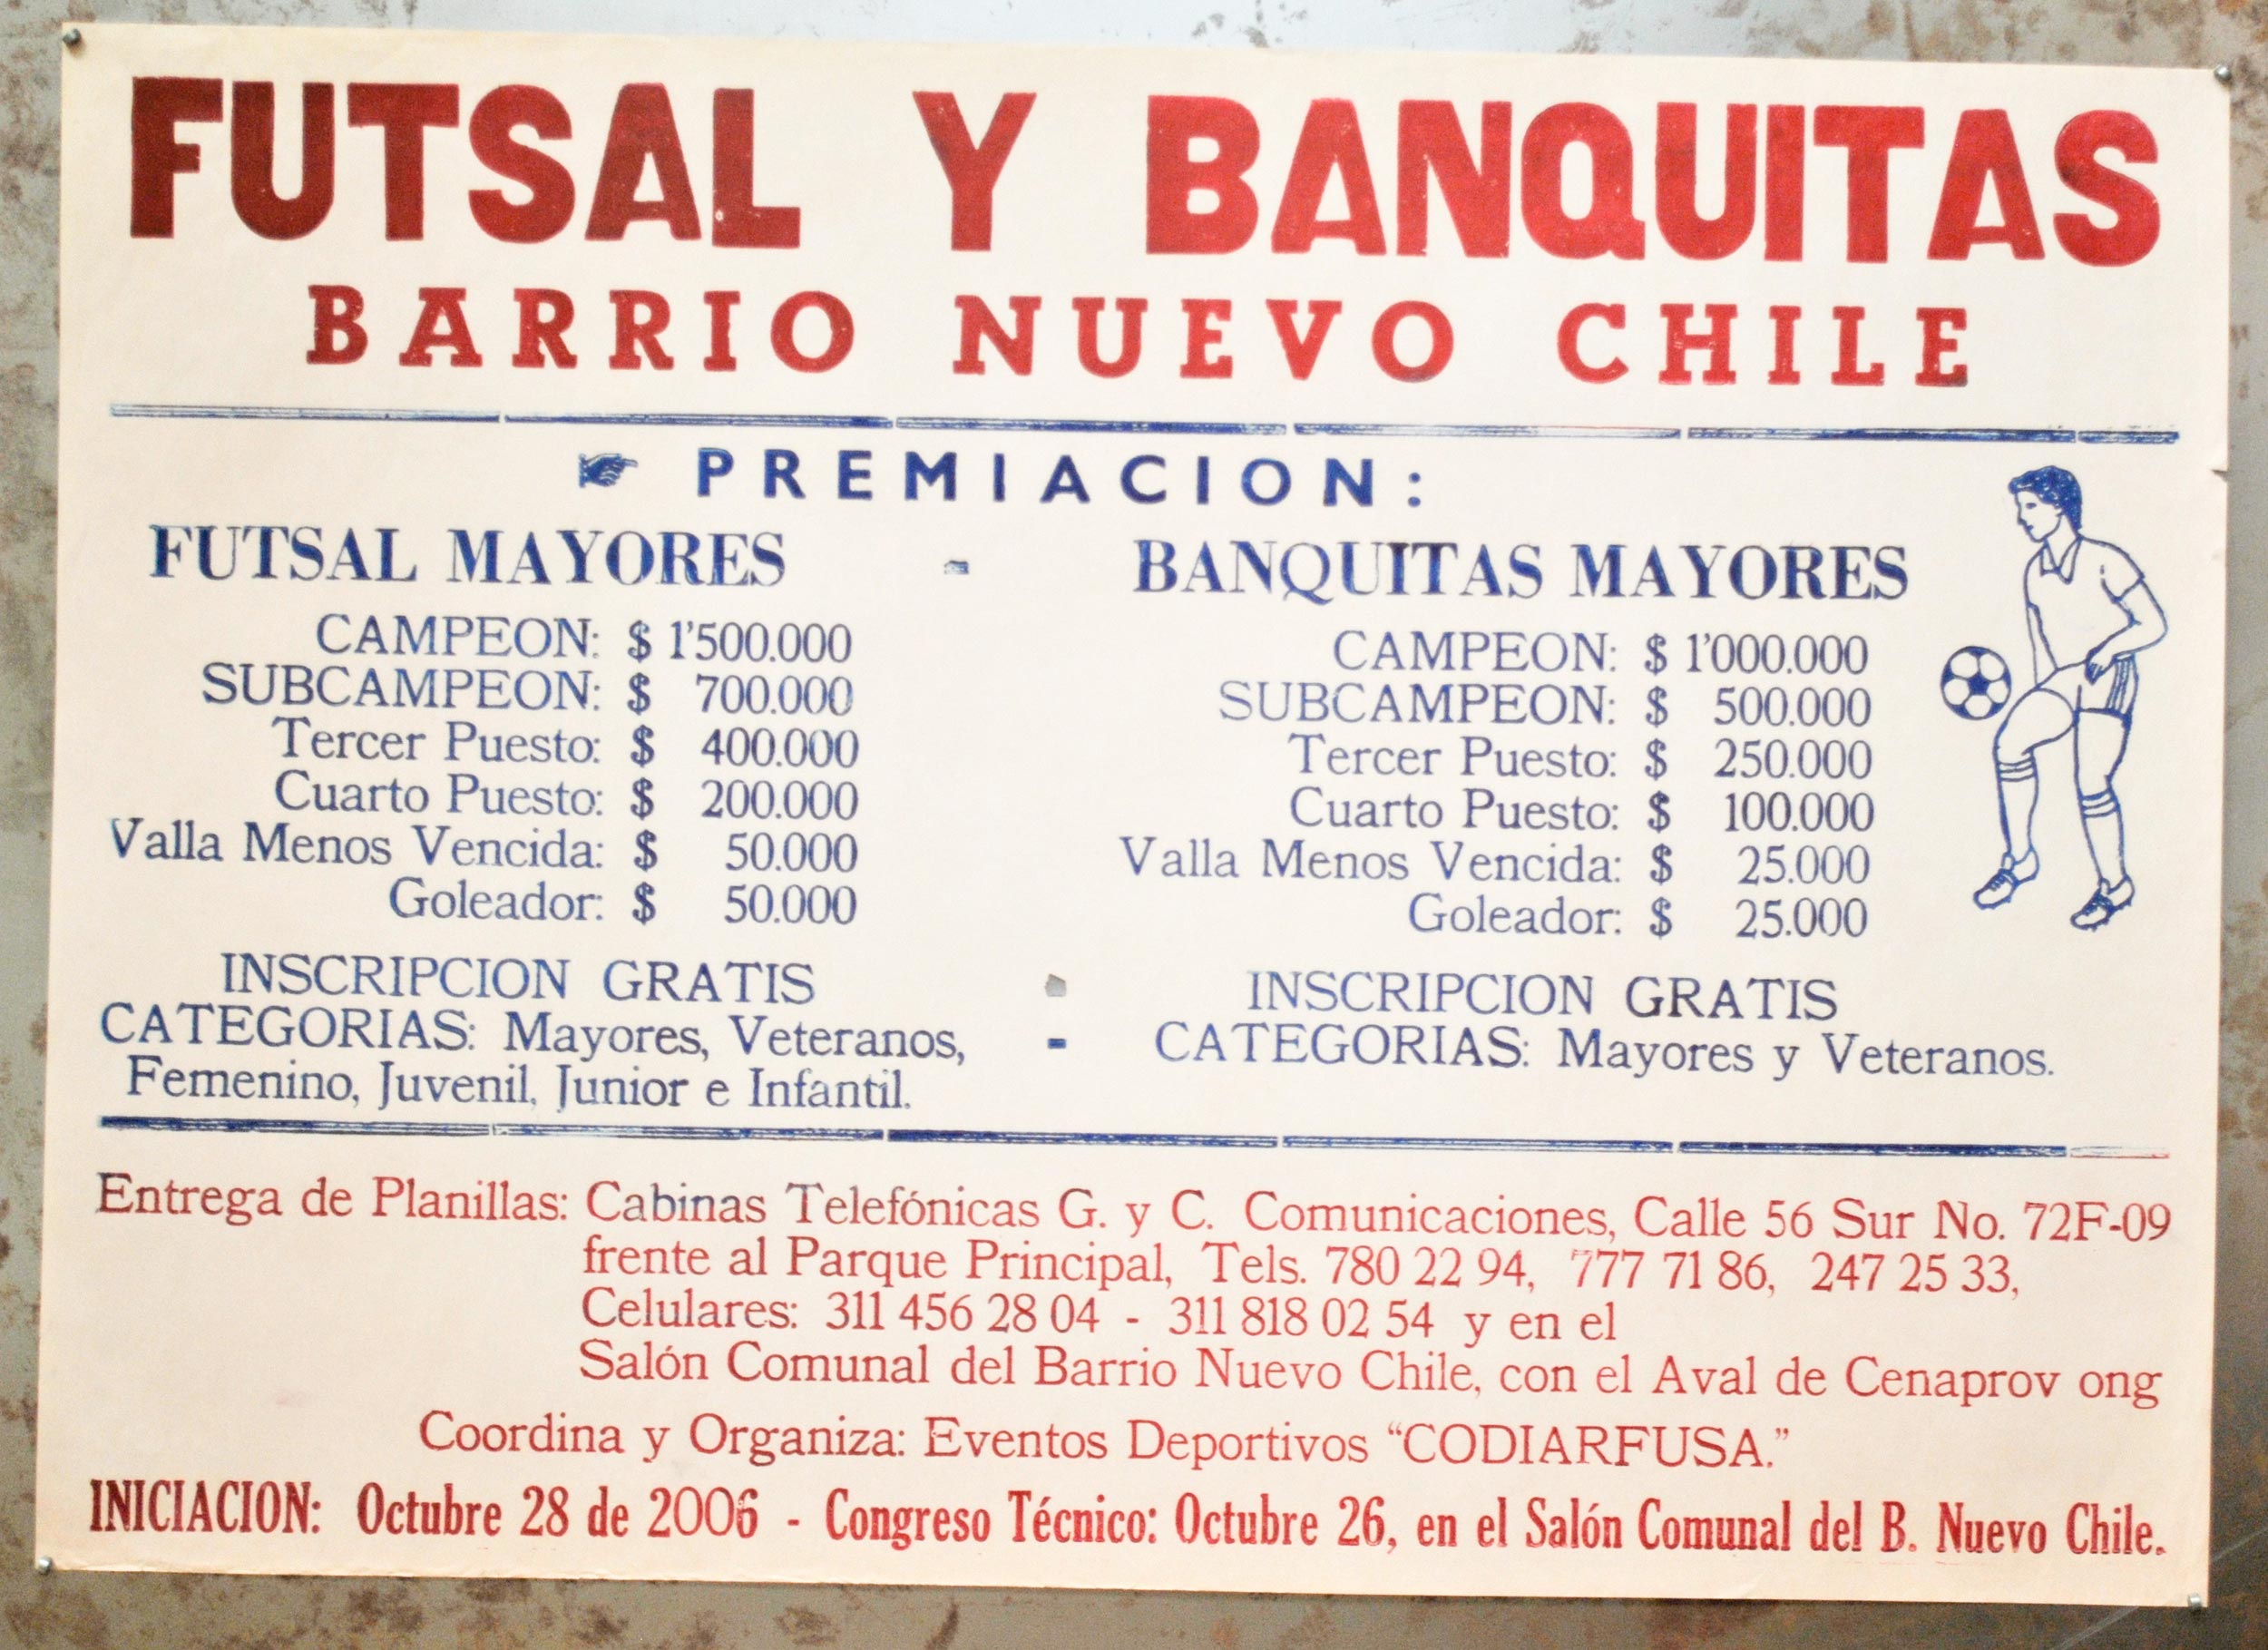 FUTSAL Y BANQUITAS
BARRIO NUEVO CHILE
☛ PREMIACION:
FUTSAL MAYORES - BANQUITAS MAYORES
CAMPEON: $ 1'500.000
SUBCAMPEON: $ 700.000
Tercer Puesto: $ 400.000
Cuarto Puesto: $ 200.000
Valla Menos Vencida: $ 50.000
Goleador: $ 50.000
INSCRIPCION GRATIS
CATEGORIAS: Mayores, Veteranos, -
Femenino, Juvenil, Junior e Infantil.
CAMPEON: $ 1'000.000
SUBCAMPEON: $ 500.000
Tercer Puesto: $ 250.000
Cuarto Puesto: $ 100.000
Valla Menos Vencida: $ 25.000
Goleador: $ 25.000
INSCRIPCION GRATIS
CATEGORIAS: Mayores y Veteranos.
Entrega de Planillas: Cabinas Telefónicas G. y C. Comunicaciones, Calle 56 Sur No. 72F-09
frente al Parque Principal, Tels. 780 22 94, 777 71 86, 247 25 33,
Celulares: 311 456 28 04 - 311 818 02 54 y en el
Salón Comunal del Barrio Nuevo Chile, con el Aval de Cenaprov ong
Coordina y Organiza: Eventos Deportivos “CODIARFUSA.”
INICIACION: Octubre 28 de 2006 - Congreso Técnico: Octubre 26, en el Salón Comunal del B. Nuevo Chile.